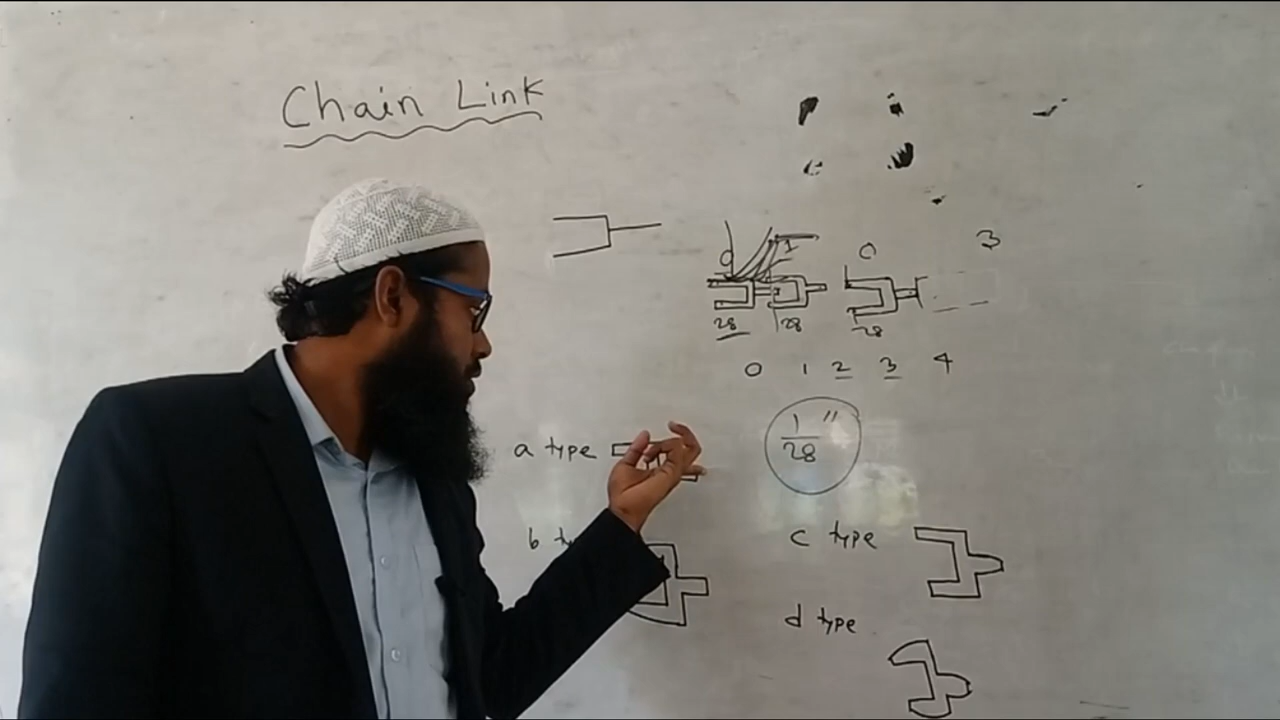 Chain Link
0 1 0 3
28 28 28
0 1 2 3 4
1"
28
a type
b
c type
d type